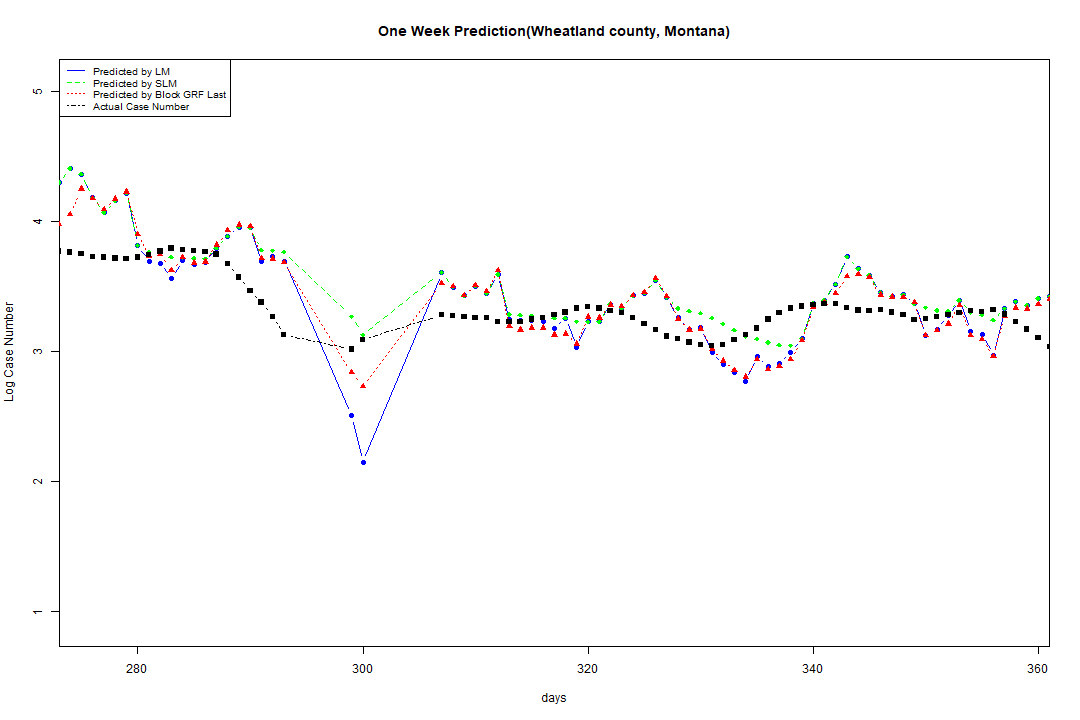 One Week Prediction(Wheatland county, Montana)
Predicted by LM
Predicted by SLM
Predicted by Block GRF Last
Actual Case Number
5
4
3
2
1
Log Case Number
280 300 320 340 360
days